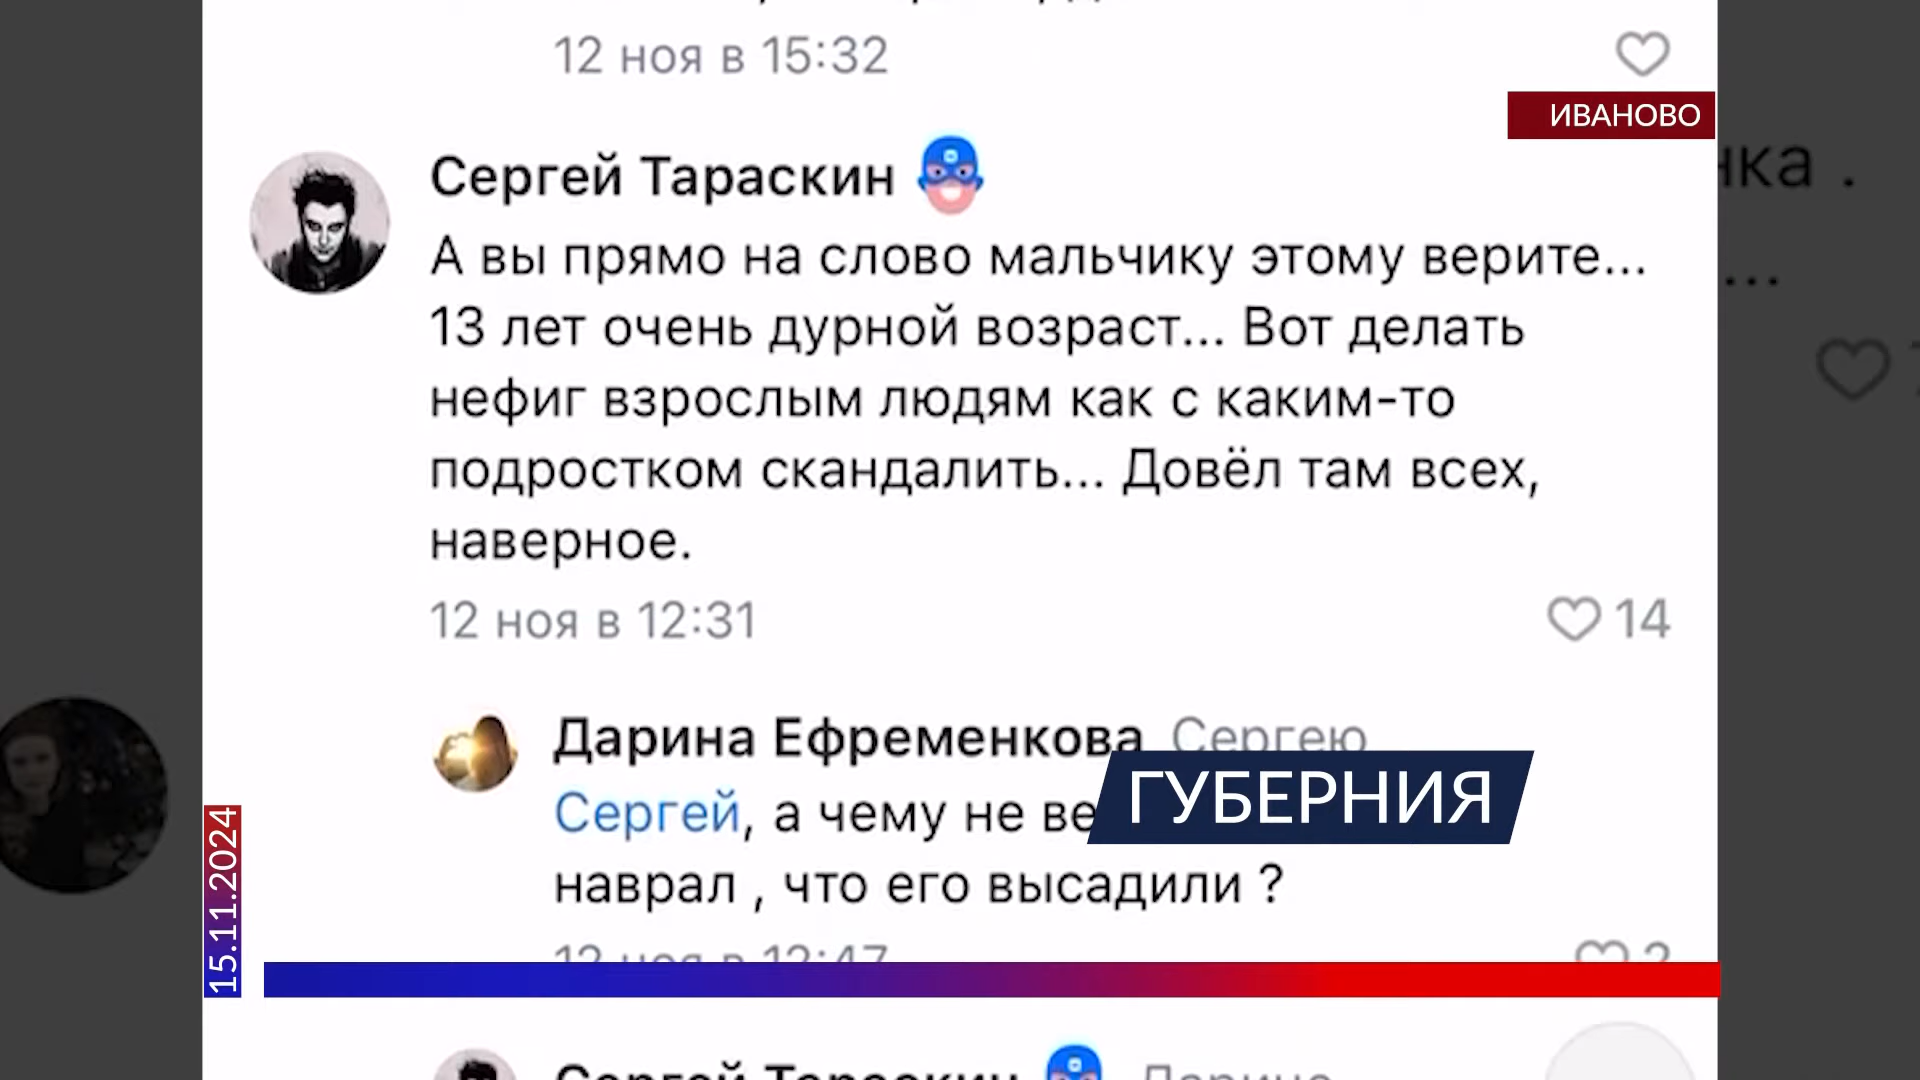 12 ноя в 15:32
ИВАНОВО
нка .
Сергей Тараскин
А вы прямо на слово мальчику этому верите...
...
13 лет очень дурной возраст... Вот делать
нефиг взрослым людям как с каким-то
подростком скандалить... Довёл там всех,
наверное.
12 ноя в 12:31
14
Дарина Ефременкова Сергею
ГУБЕРНИЯ
Сергей, а чему не
наврал , что его высадили ?
12 ноя в 12:47
2
15.11.2024
Сергей Тараскин